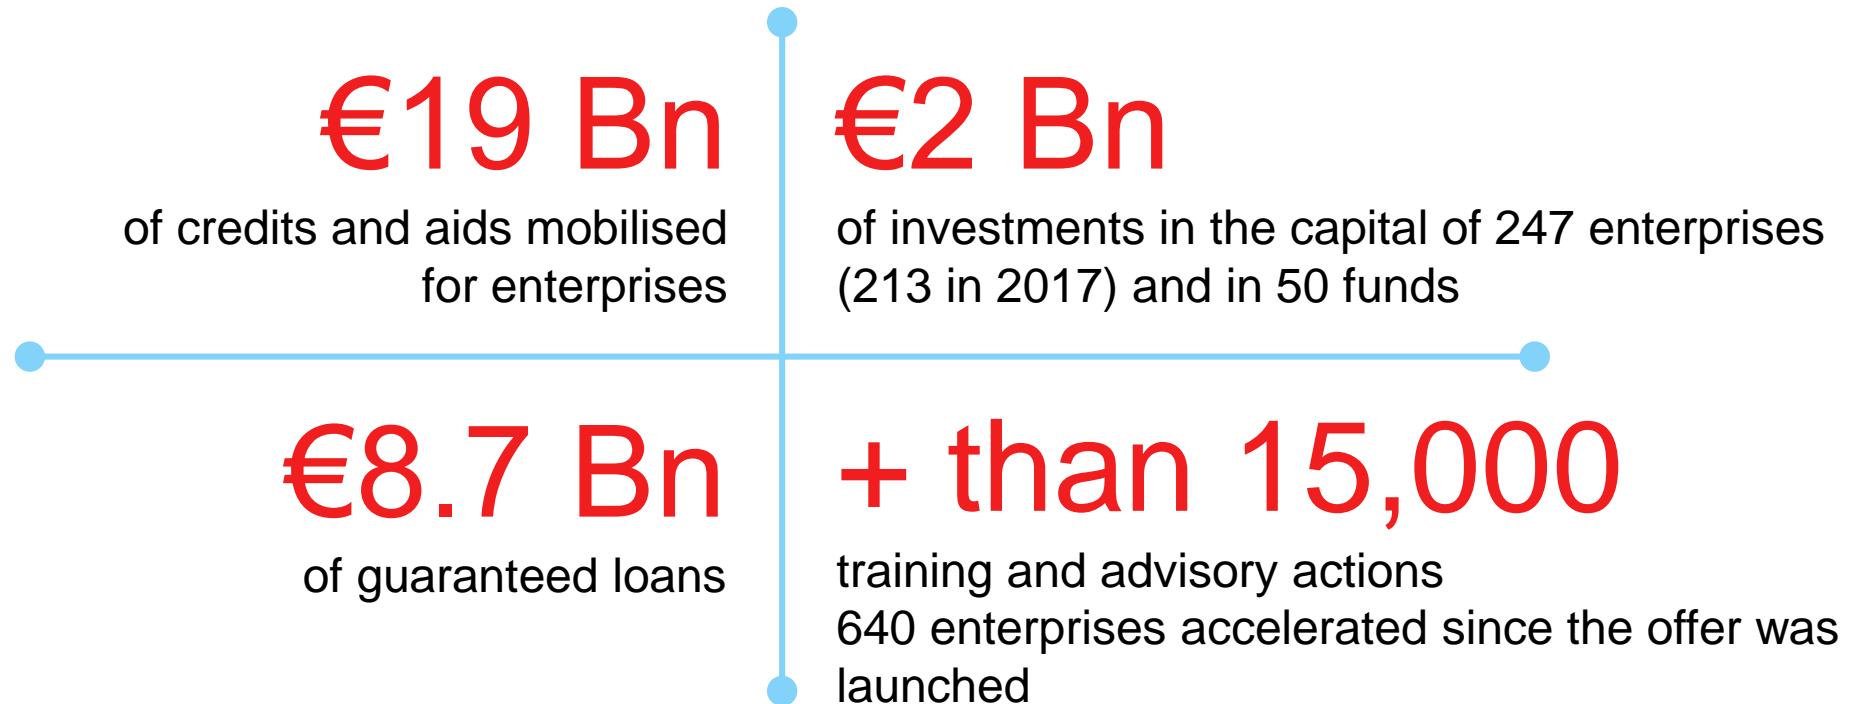 €19 Bn
of credits and aids mobilised
for enterprises
€2 Bn
of investments in the capital of 247 enterprises
(213 in 2017) and in 50 funds
€8.7 Bn
of guaranteed loans
+ than 15,000
training and advisory actions
640 enterprises accelerated since the offer was
launched